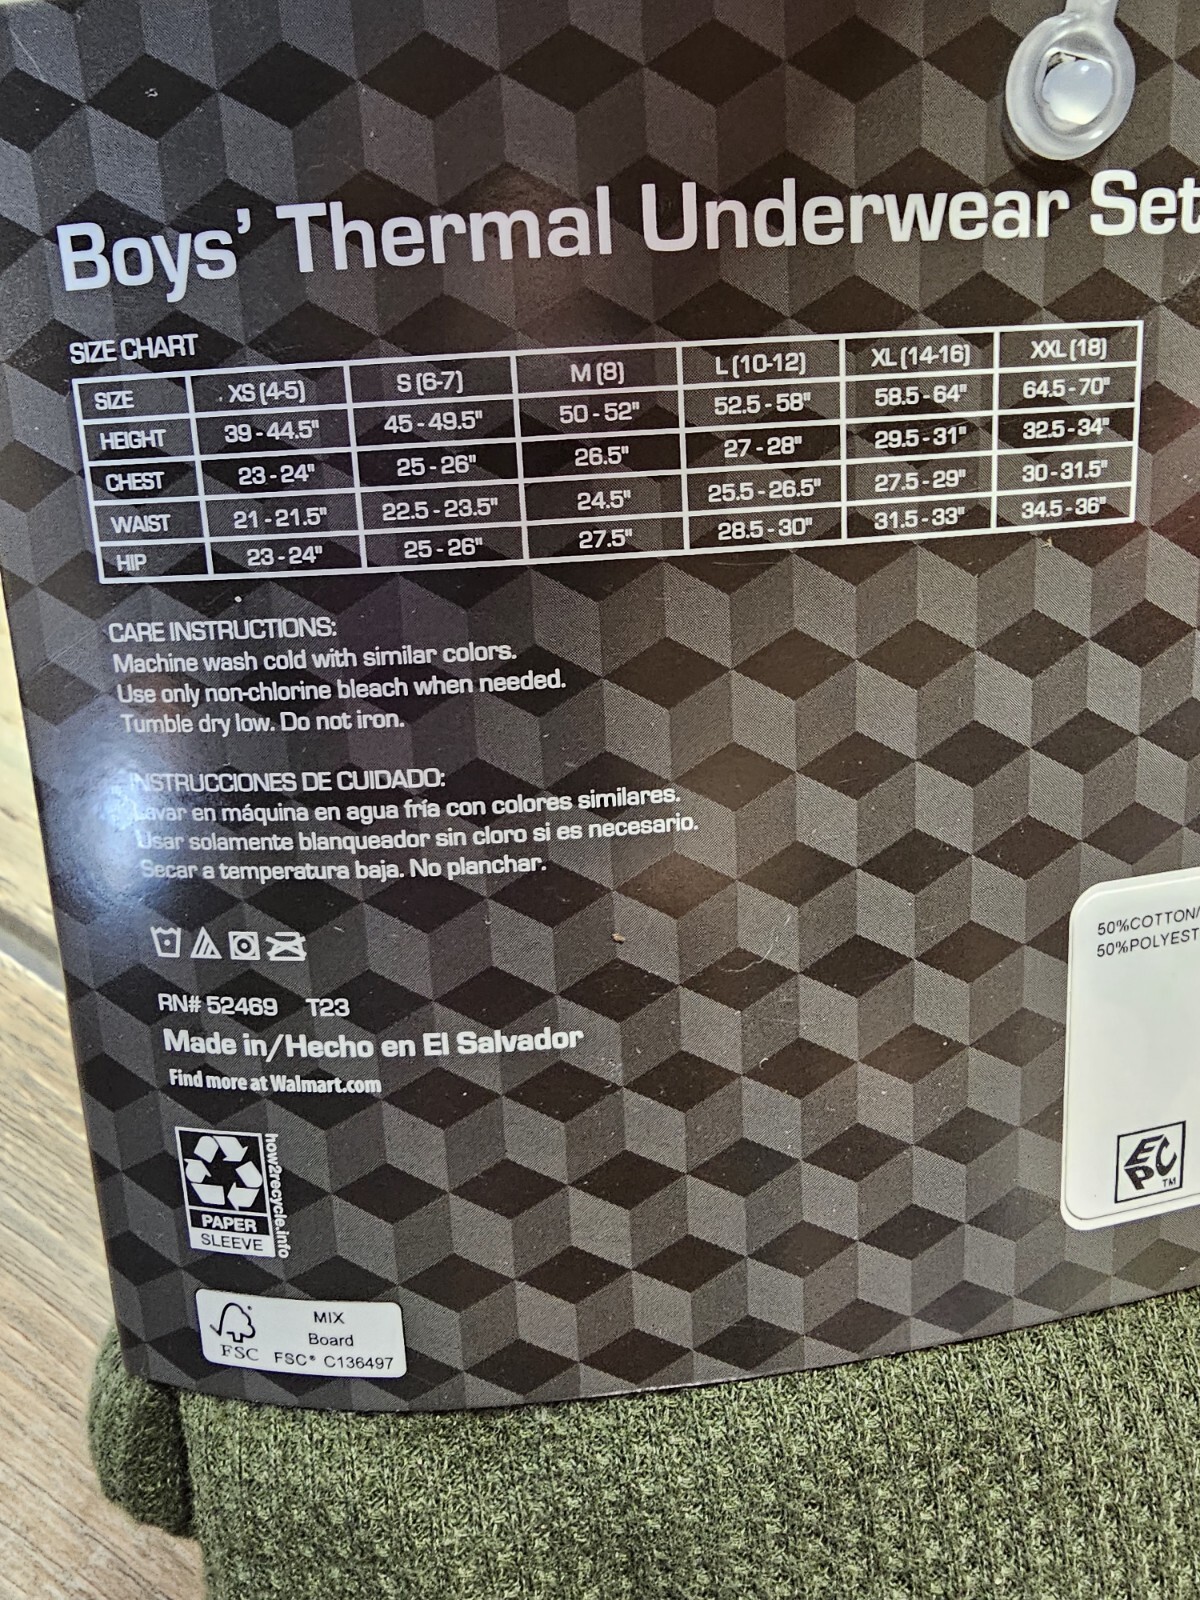 Boys' Thermal Underwear Set
SIZE CHART
SIZE XS (4-5) S (6-7) M (8) L (10-12) XL (14-16) XXL (18)
HEIGHT 39 - 44.5" 45 - 49.5" 50 - 52" 52.5 - 58" 58.5 - 64" 64.5 - 70"
CHEST 23 - 24" 25 - 26" 26.5" 27 - 28" 29.5 - 31" 32.5 - 34"
WAIST 21 - 21.5" 22.5 - 23.5" 24.5" 25.5 - 26.5" 27.5 - 29" 30 - 31.5"
HIP 23 - 24" 25 - 26" 27.5" 28.5 - 30" 31.5 - 33" 34.5 - 36"
CARE INSTRUCTIONS:
Machine wash cold with similar colors.
Use only non-chlorine bleach when needed.
Tumble dry low. Do not iron.
INSTRUCCIONES DE CUIDADO:
Lavar en máquina en agua fría con colores similares.
Usar solamente blanqueador sin cloro si es necesario.
Secar a temperatura baja. No planchar.
RN# 52469 T23
Made in/Hecho en El Salvador
Find more at Walmart.com
how2recycle.info
PAPER
SLEEVE
MIX
Board
FSC FSC® C136497
50%COTTON/
50%POLYEST
EPC™